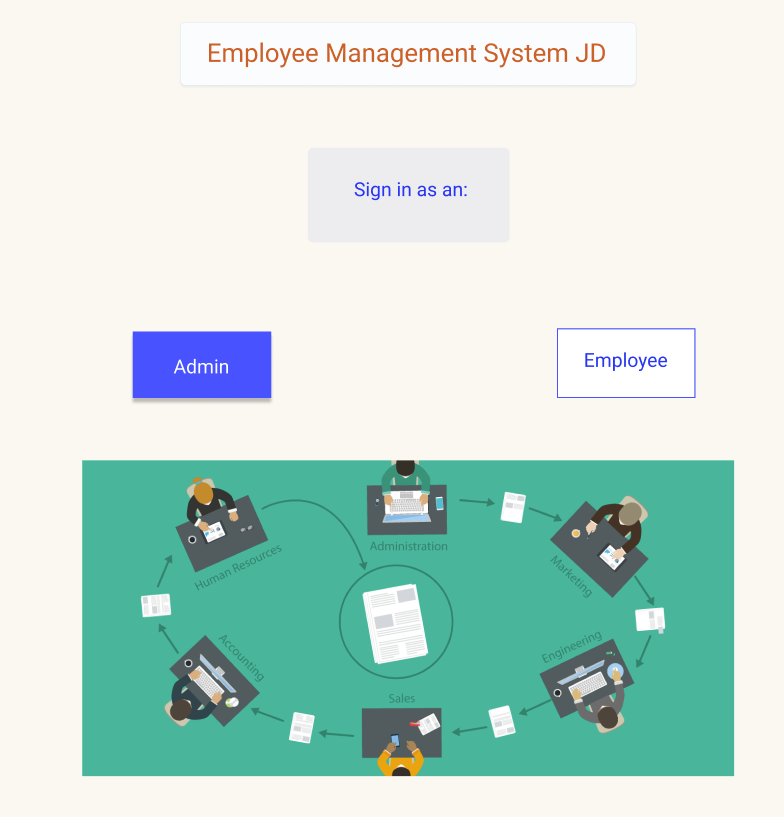 Employee Management System JD
Sign in as an:
Admin
Employee
Administration
Human Resources
Marketing
Accounting
Engineering
Sales